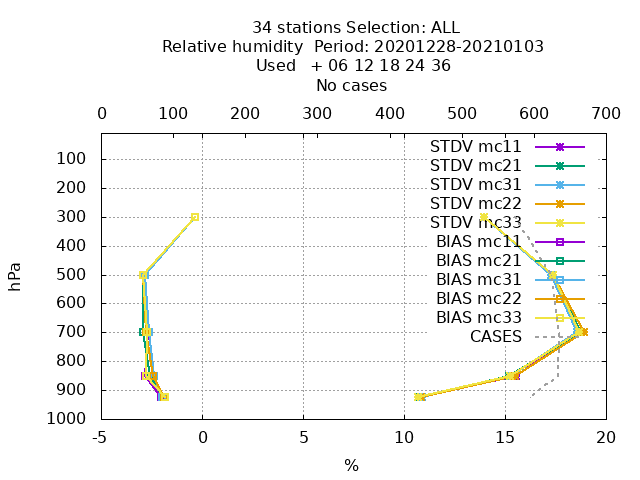 34 stations Selection: ALL
Relative humidity  Period: 20201228-20210103
Used   + 06 12 18 24 36
No cases
0 100 200 300 400 500 600 700
100
200
300
400
500
600
700
800
900
1000
hPa
STDV mc11
STDV mc21
STDV mc31
STDV mc22
STDV mc33
BIAS mc11
BIAS mc21
BIAS mc31
BIAS mc22
BIAS mc33
CASES
-5 0 5 10 15 20
%